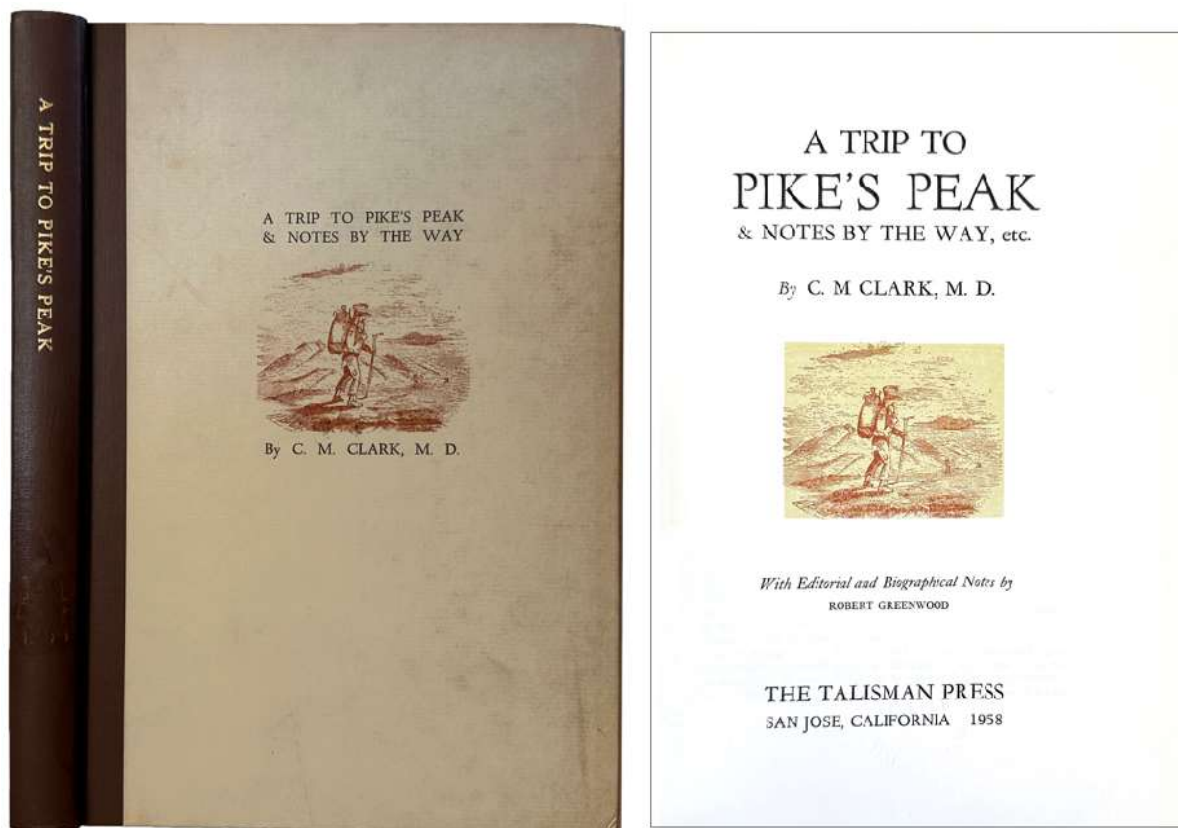 A TRIP TO PIKE'S PEAK
A TRIP TO PIKE'S PEAK
& NOTES BY THE WAY
By C. M. CLARK, M. D.
A TRIP TO
PIKE'S PEAK
& NOTES BY THE WAY, etc.
By C. M CLARK, M. D.
With Editorial and Biographical Notes by
ROBERT GREENWOOD
THE TALISMAN PRESS
SAN JOSE, CALIFORNIA 1958